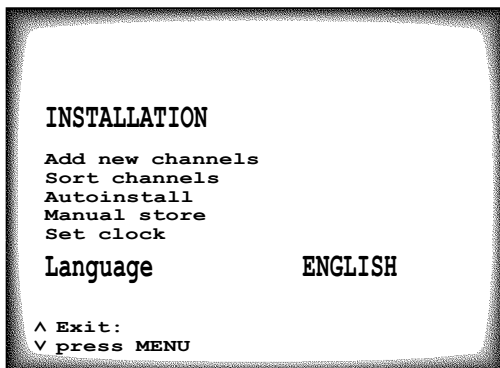 INSTALLATION
Add new channels
Sort channels
Autoinstall
Manual store
Set clock
Language ENGLISH
˄ Exit:
˅ press MENU